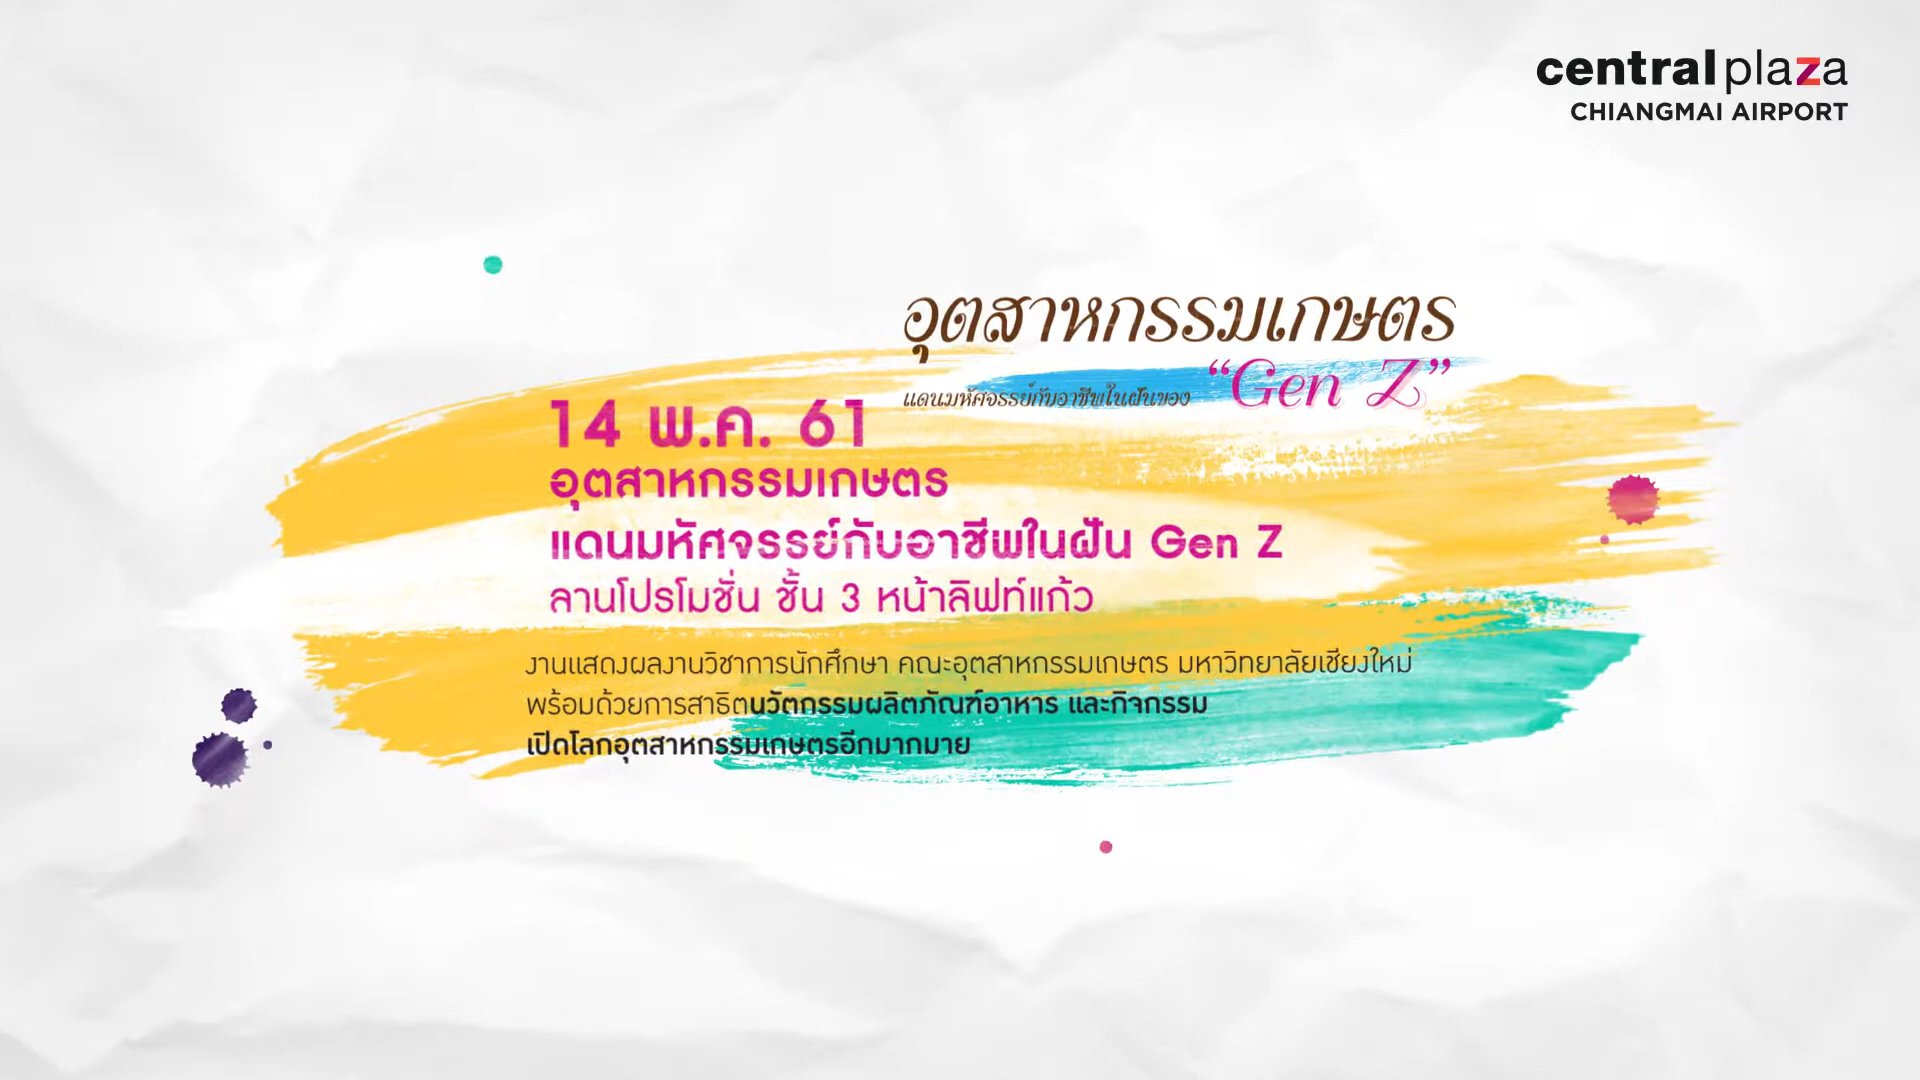 centralplaza
CHIANGMAI AIRPORT
อุตสาหกรรมเกษตร
แดนมหัศจรรย์กับอาชีพในฝันของ “Gen Z”
14 พ.ค. 61
อุตสาหกรรมเกษตร
แดนมหัศจรรย์กับอาชีพในฝัน Gen Z
ลานโปรโมชั่น ชั้น 3 หน้าลิฟท์แก้ว
งานแสดงผลงานวิชาการนักศึกษา คณะอุตสาหกรรมเกษตร มหาวิทยาลัยเชียงใหม่
พร้อมด้วยการสาธิตนวัตกรรมผลิตภัณฑ์อาหาร และกิจกรรม
เปิดโลกอุตสาหกรรมเกษตรอีกมากมาย